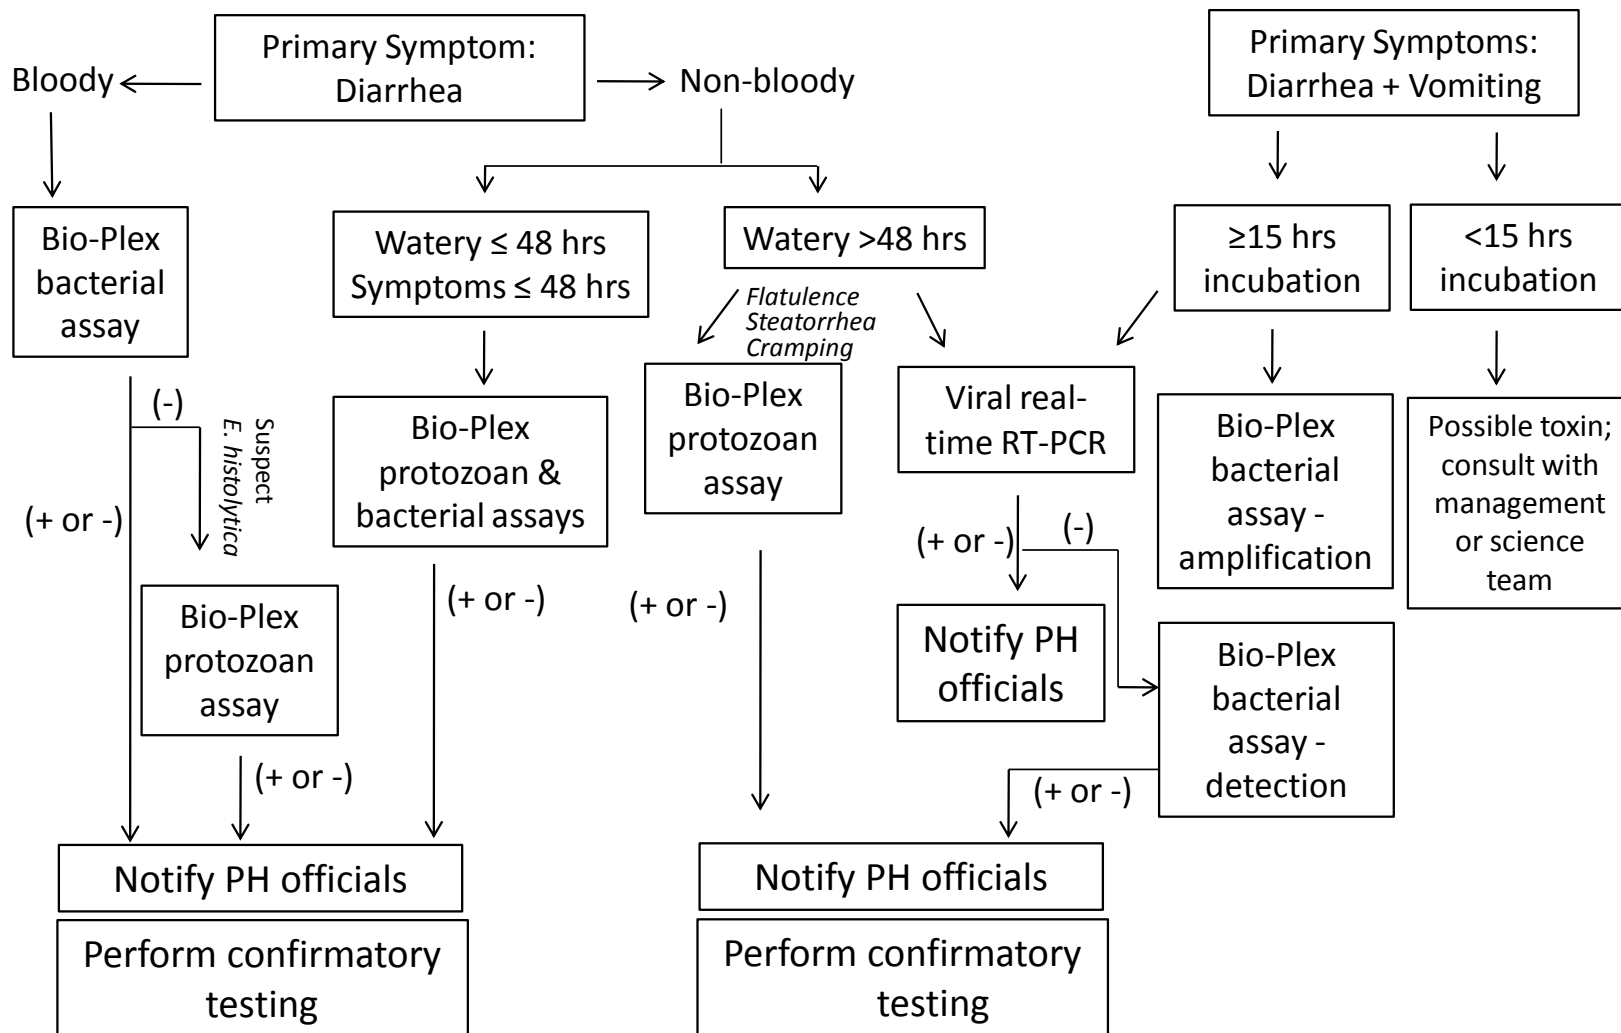 Primary Symptom:
Diarrhea
Bloody
Non-bloody
Primary Symptoms:
Diarrhea + Vomiting
Bio-Plex
bacterial
assay
Watery ≤ 48 hrs
Symptoms ≤ 48 hrs
Watery >48 hrs
≥15 hrs
incubation
<15 hrs
incubation
Flatulence
Steatorrhea
Cramping
(-)
Suspect
E. histolytica
(+ or -)
Bio-Plex
protozoan
assay
(+ or -)
Bio-Plex
protozoan &
bacterial assays
(+ or -)
Bio-Plex
protozoan
assay
(+ or -)
Viral real-
time RT-PCR
(+ or -)
(-)
Notify PH
officials
Bio-Plex
bacterial
assay -
amplification
Possible toxin;
consult with
management
or science
team
Bio-Plex
bacterial
assay -
detection
(+ or -)
Notify PH officials
Perform confirmatory
testing
Notify PH officials
Perform confirmatory
testing